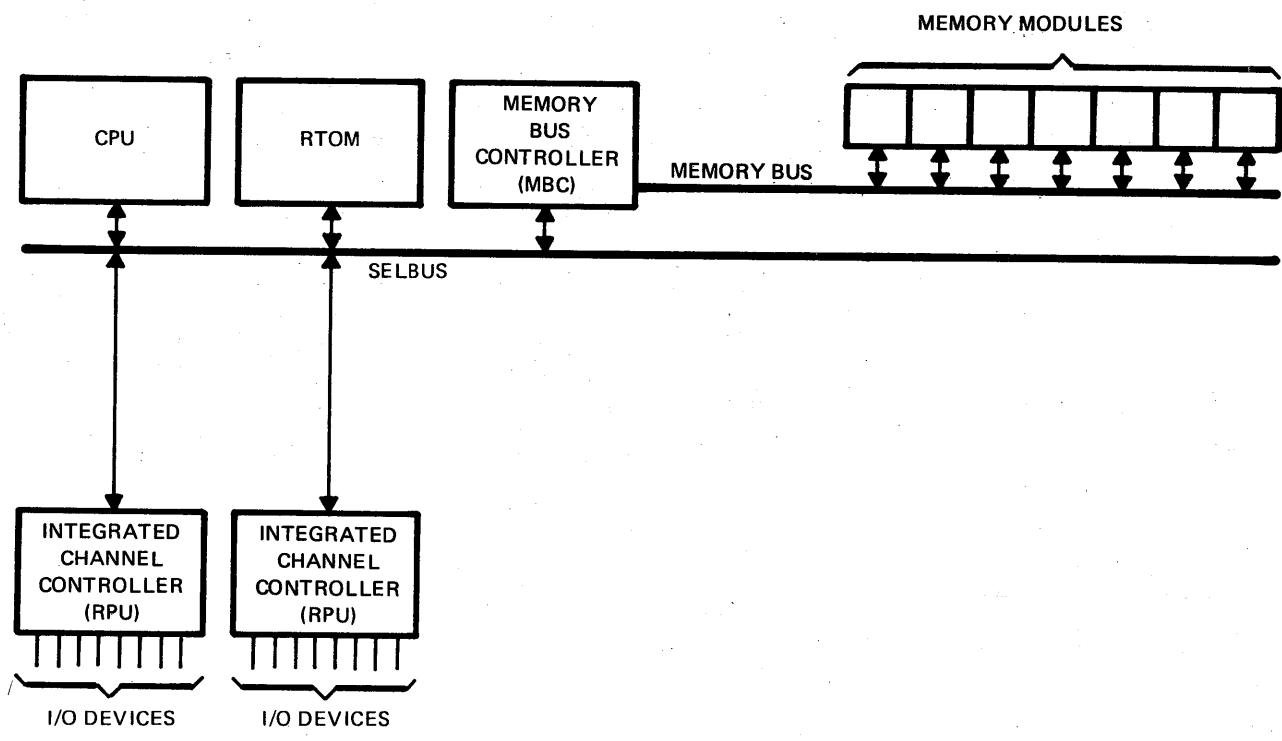 MEMORY MODULES
CPU
RTOM
MEMORY
BUS
CONTROLLER
(MBC)
MEMORY BUS
SELBUS
INTEGRATED
CHANNEL
CONTROLLER
(RPU)
INTEGRATED
CHANNEL
CONTROLLER
(RPU)
I/O DEVICES
I/O DEVICES